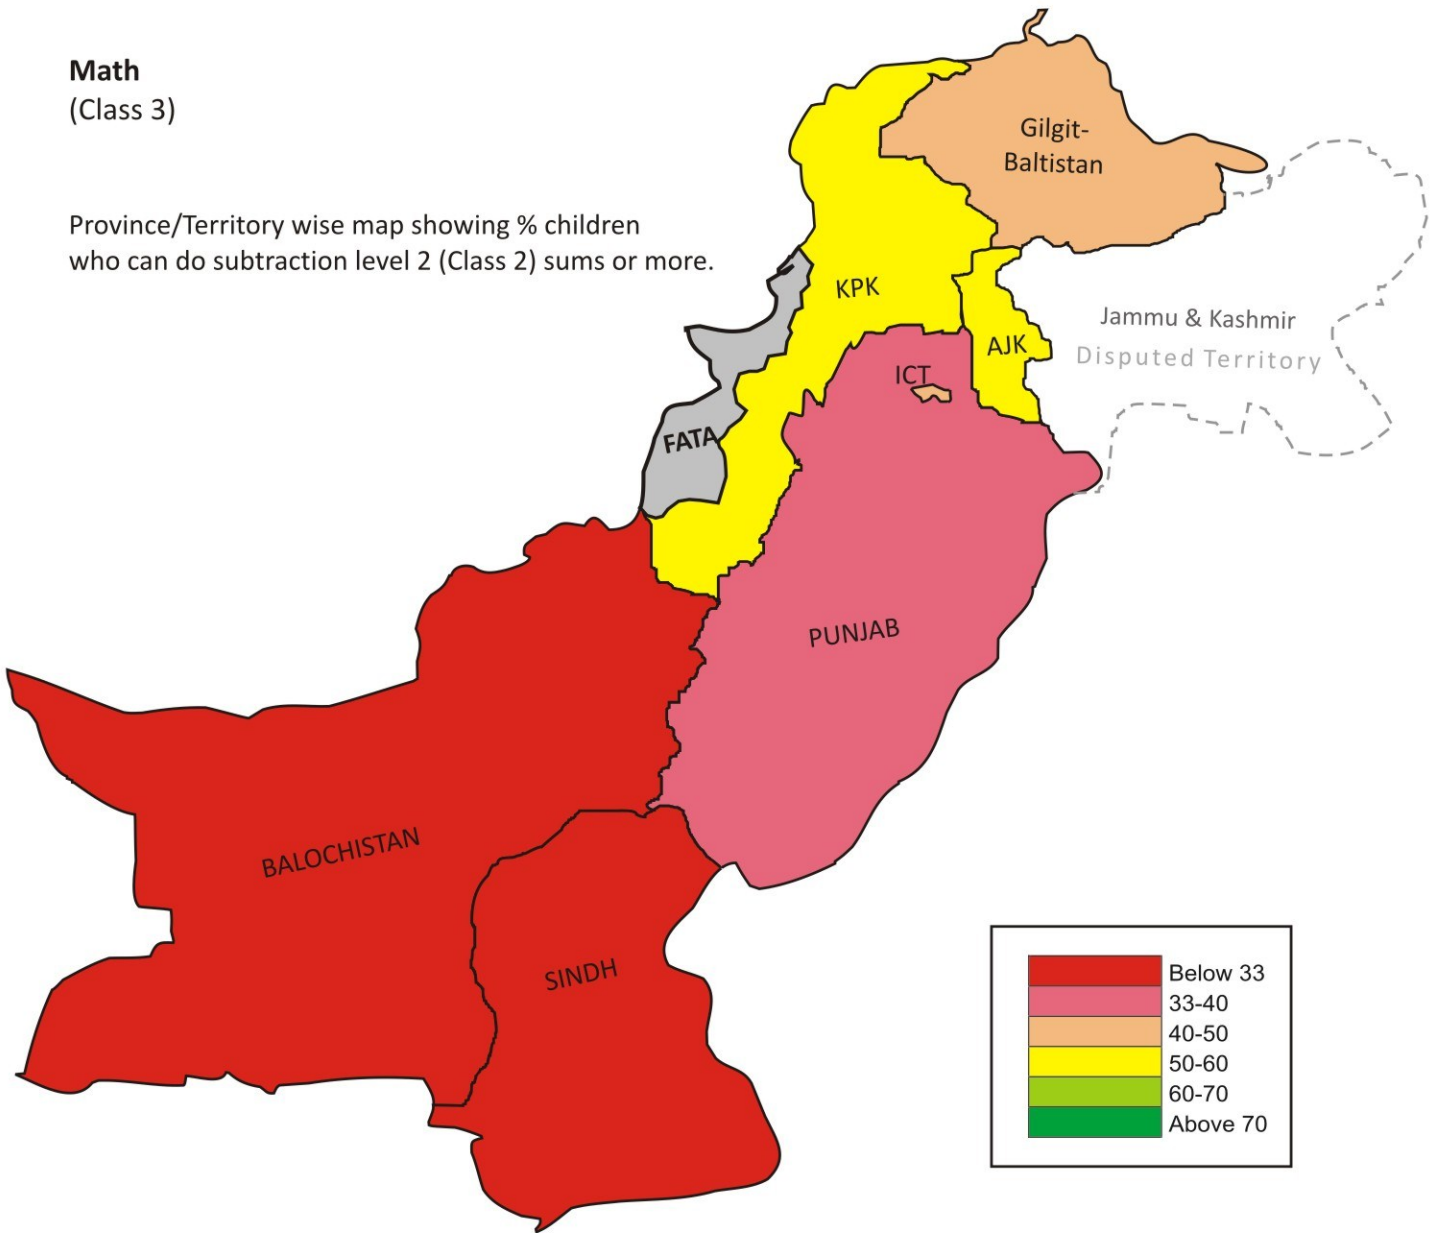 Math
(Class 3)
Province/Territory wise map showing % children
who can do subtraction level 2 (Class 2) sums or more.
Gilgit-
Baltistan
KPK
Jammu & Kashmir
Disputed Territory
AJK
ICT
FATA
PUNJAB
BALOCHISTAN
SINDH
Below 33
33-40
40-50
50-60
60-70
Above 70